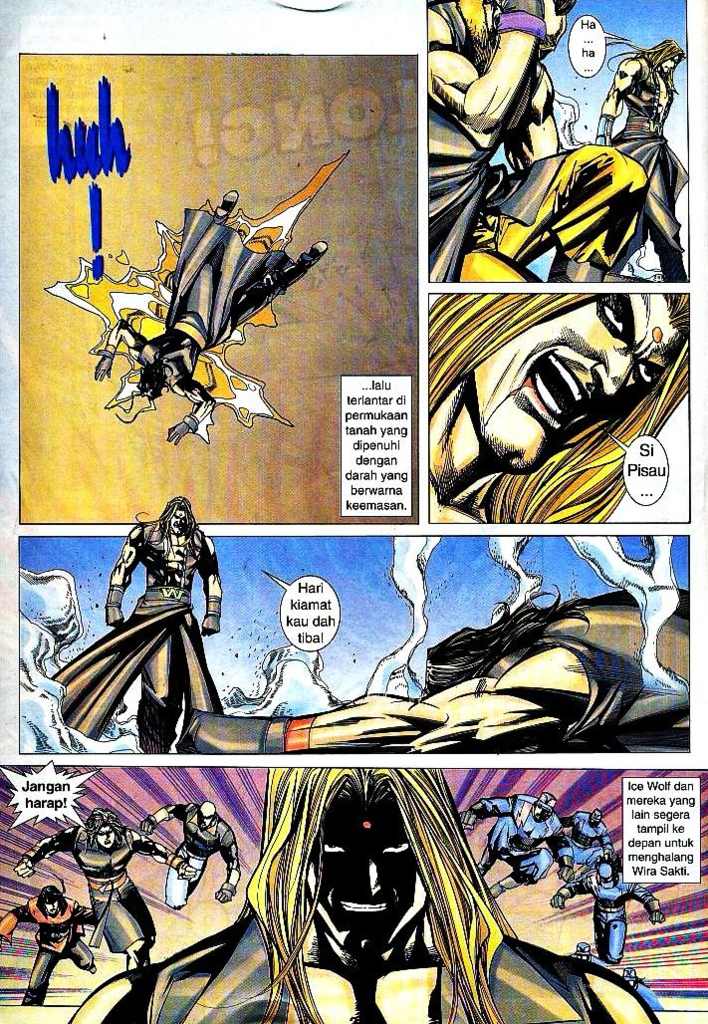 huh
!
...lalu
terlantar di
permukaan
tanah yang
dipenuhi
dengan
darah yang
berwarna
keemasan.
Ha
...
ha
...
Si
Pisau
...
Hari
kiamat
kau dah
tiba!
W
Jangan
harap!
Ice Wolf dan
mereka yang
lain segera
tampil ke
depan untuk
menghalang
Wira Sakti.